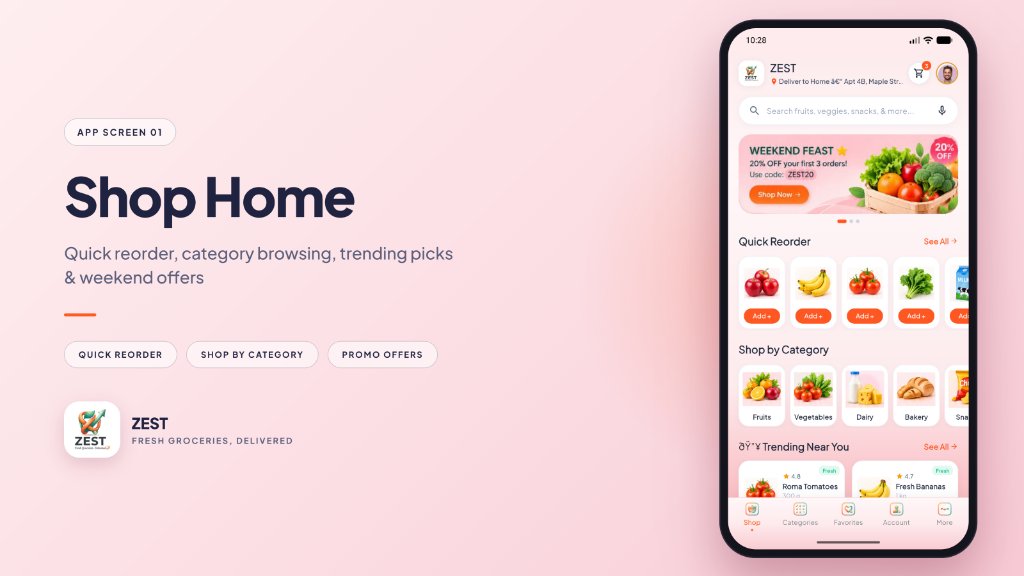 APP SCREEN 01
Shop Home
Quick reorder, category browsing, trending picks
& weekend offers
QUICK REORDER
SHOP BY CATEGORY
PROMO OFFERS
ZEST
ZEST
FRESH GROCERIES, DELIVERED
10:28
ZEST
ZEST
3
Deliver to Home â€" Apt 4B, Maple Str..
Search fruits, veggies, snacks, & more...
WEEKEND FEAST ⭐
20% OFF your first 3 orders!
Use code: ZEST20
Shop Now →
20%
OFF
Quick Reorder
See All →
Add +
Add +
Add +
Add +
MILK
Shop by Category
Fruits
Vegetables
Dairy
Bakery
Sna
ðŸ”¥ Trending Near You
See All →
★ 4.8
Fresh
Roma Tomatoes
★ 4.7
Fresh
Fresh Bananas
Shop
Categories
Favorites
Account
More